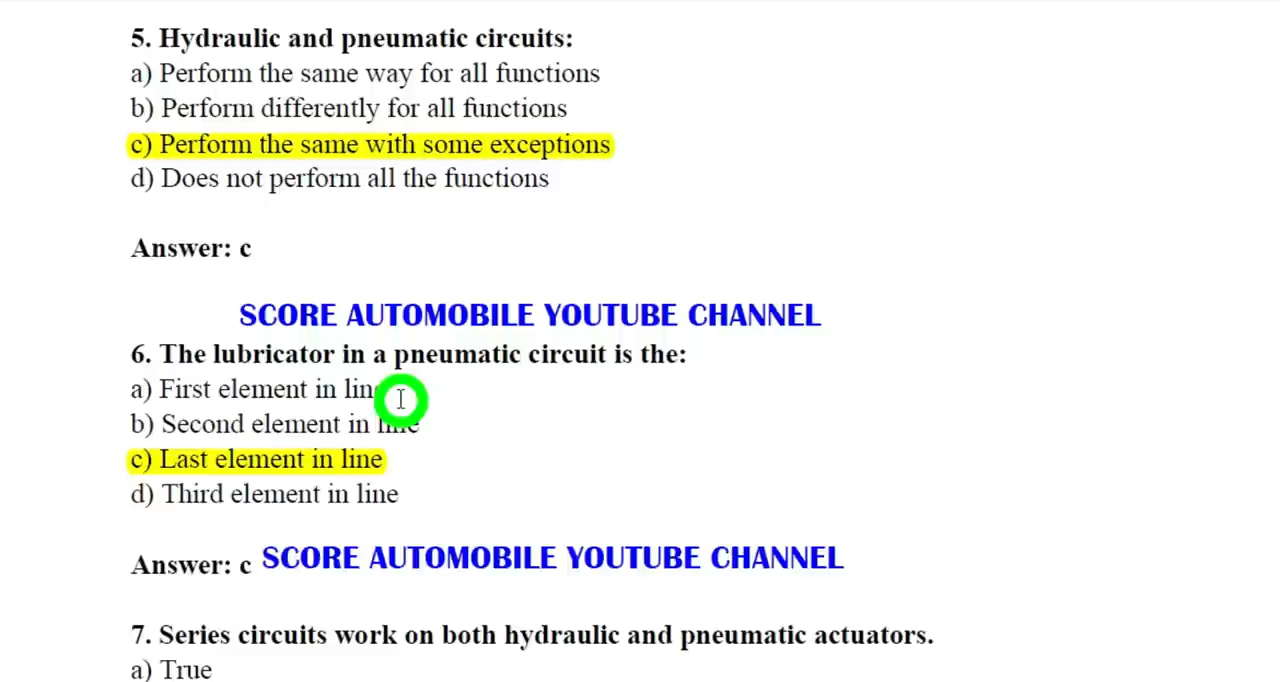 5. Hydraulic and pneumatic circuits:
a) Perform the same way for all functions
b) Perform differently for all functions
c) Perform the same with some exceptions
d) Does not perform all the functions
Answer: c
SCORE AUTOMOBILE YOUTUBE CHANNEL
6. The lubricator in a pneumatic circuit is the:
a) First element in line
b) Second element in line
c) Last element in line
d) Third element in line
Answer: c SCORE AUTOMOBILE YOUTUBE CHANNEL
7. Series circuits work on both hydraulic and pneumatic actuators.
a) True